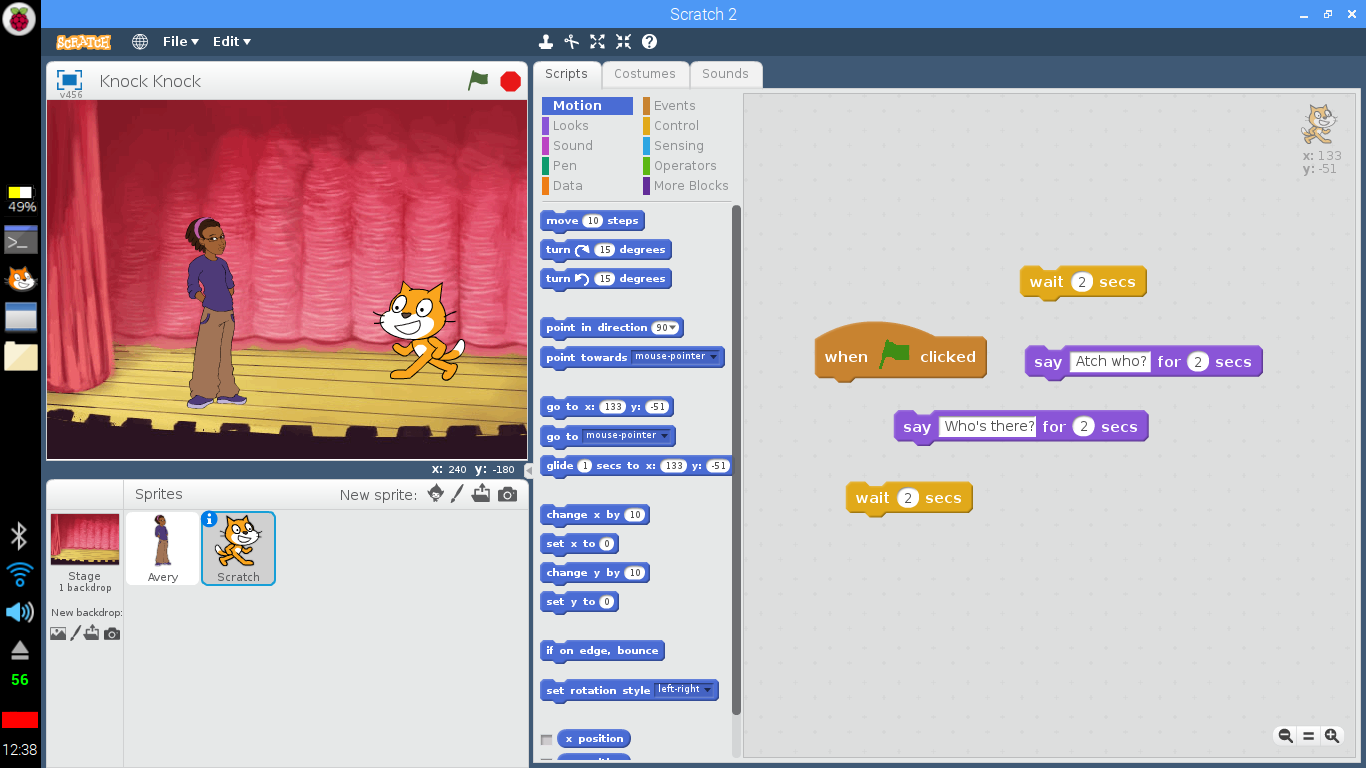 Scratch 2
SCRATCH
File
Edit
v456
Knock Knock
x: 240 y: -180
Sprites
New sprite:
Stage
1 backdrop
New backdrop:
Avery
Scratch
Scripts
Costumes
Sounds
Motion
Looks
Sound
Pen
Data
Events
Control
Sensing
Operators
More Blocks
move 10 steps
turn 15 degrees
turn 15 degrees
point in direction 90
point towards mouse-pointer
go to x: 133 y: -51
go to mouse-pointer
glide 1 secs to x: 133 y: -51
change x by 10
set x to 0
change y by 10
set y to 0
if on edge, bounce
set rotation style left-right
x position
x: 133
y: -51
wait 2 secs
when clicked
say Atch who? for 2 secs
say Who's there? for 2 secs
wait 2 secs
49%
56
12:38